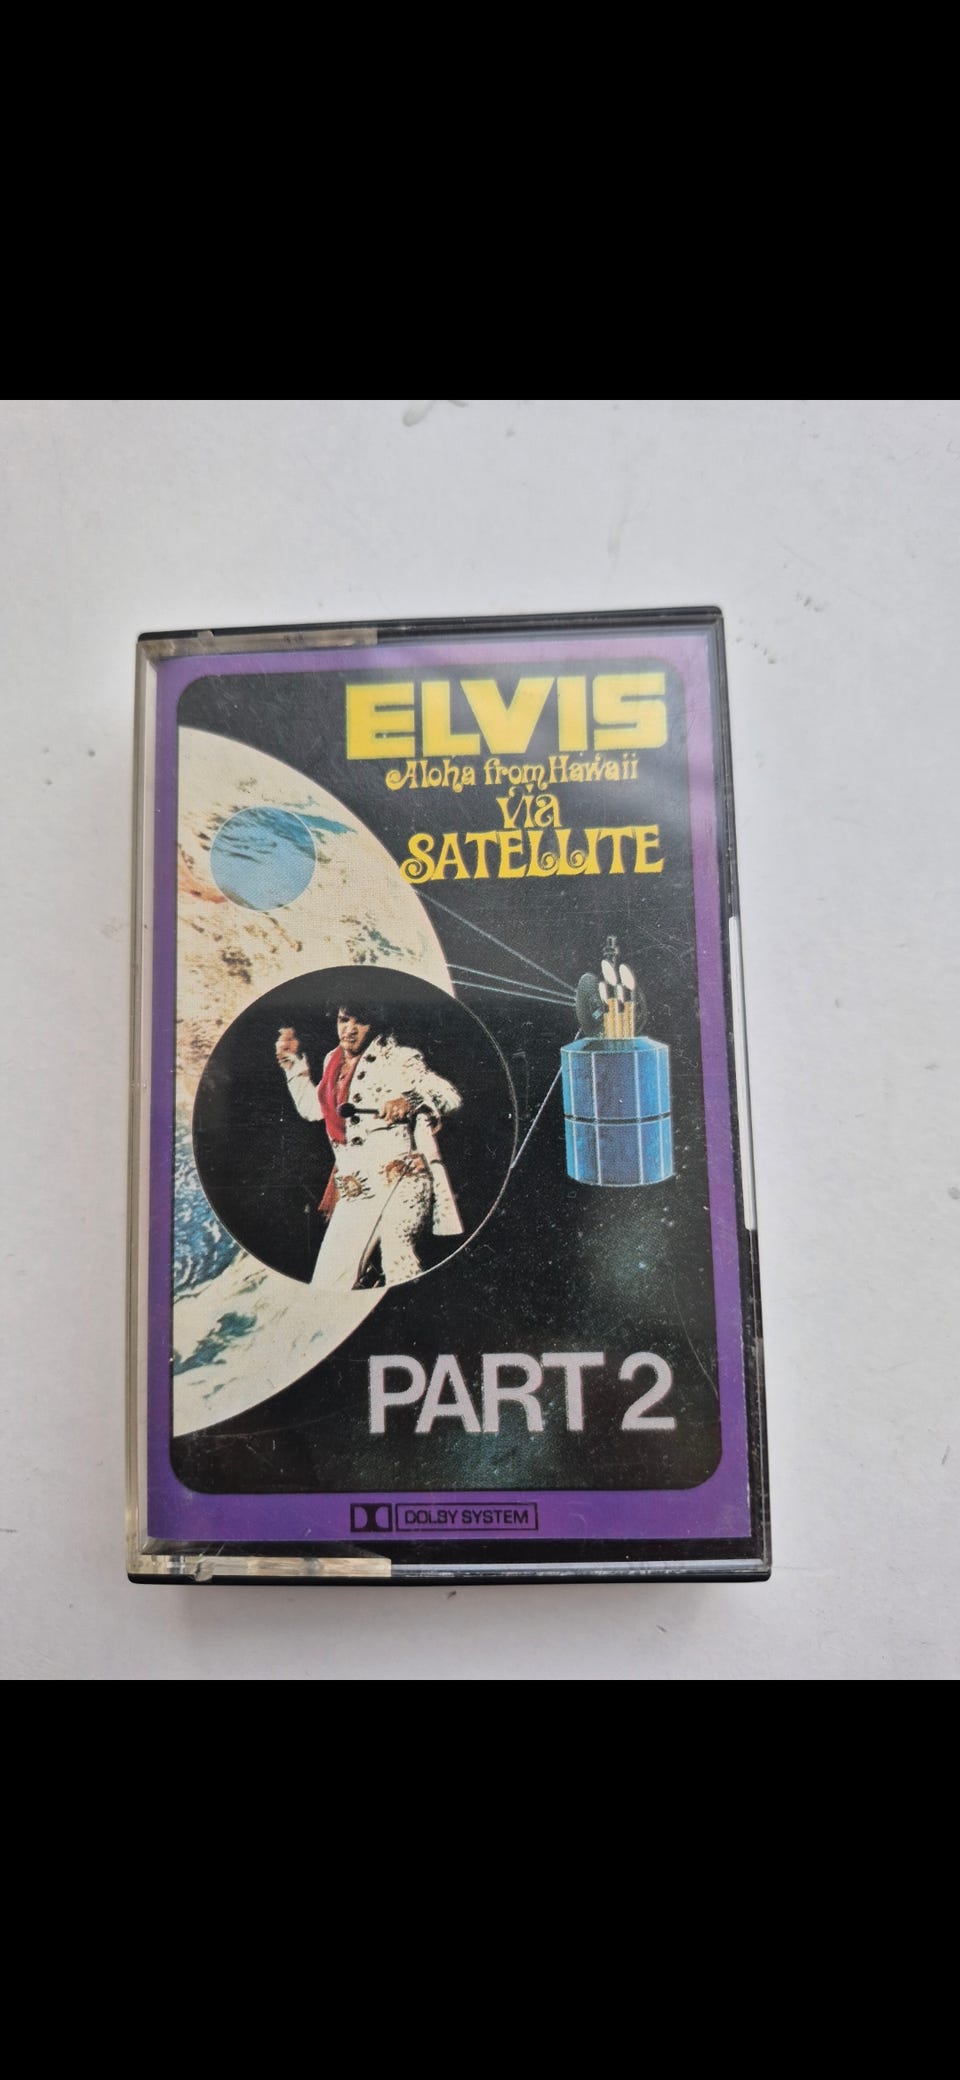 ELVIS
Aloha from Hawaii
via
SATELLITE
PART 2
DOLBY SYSTEM